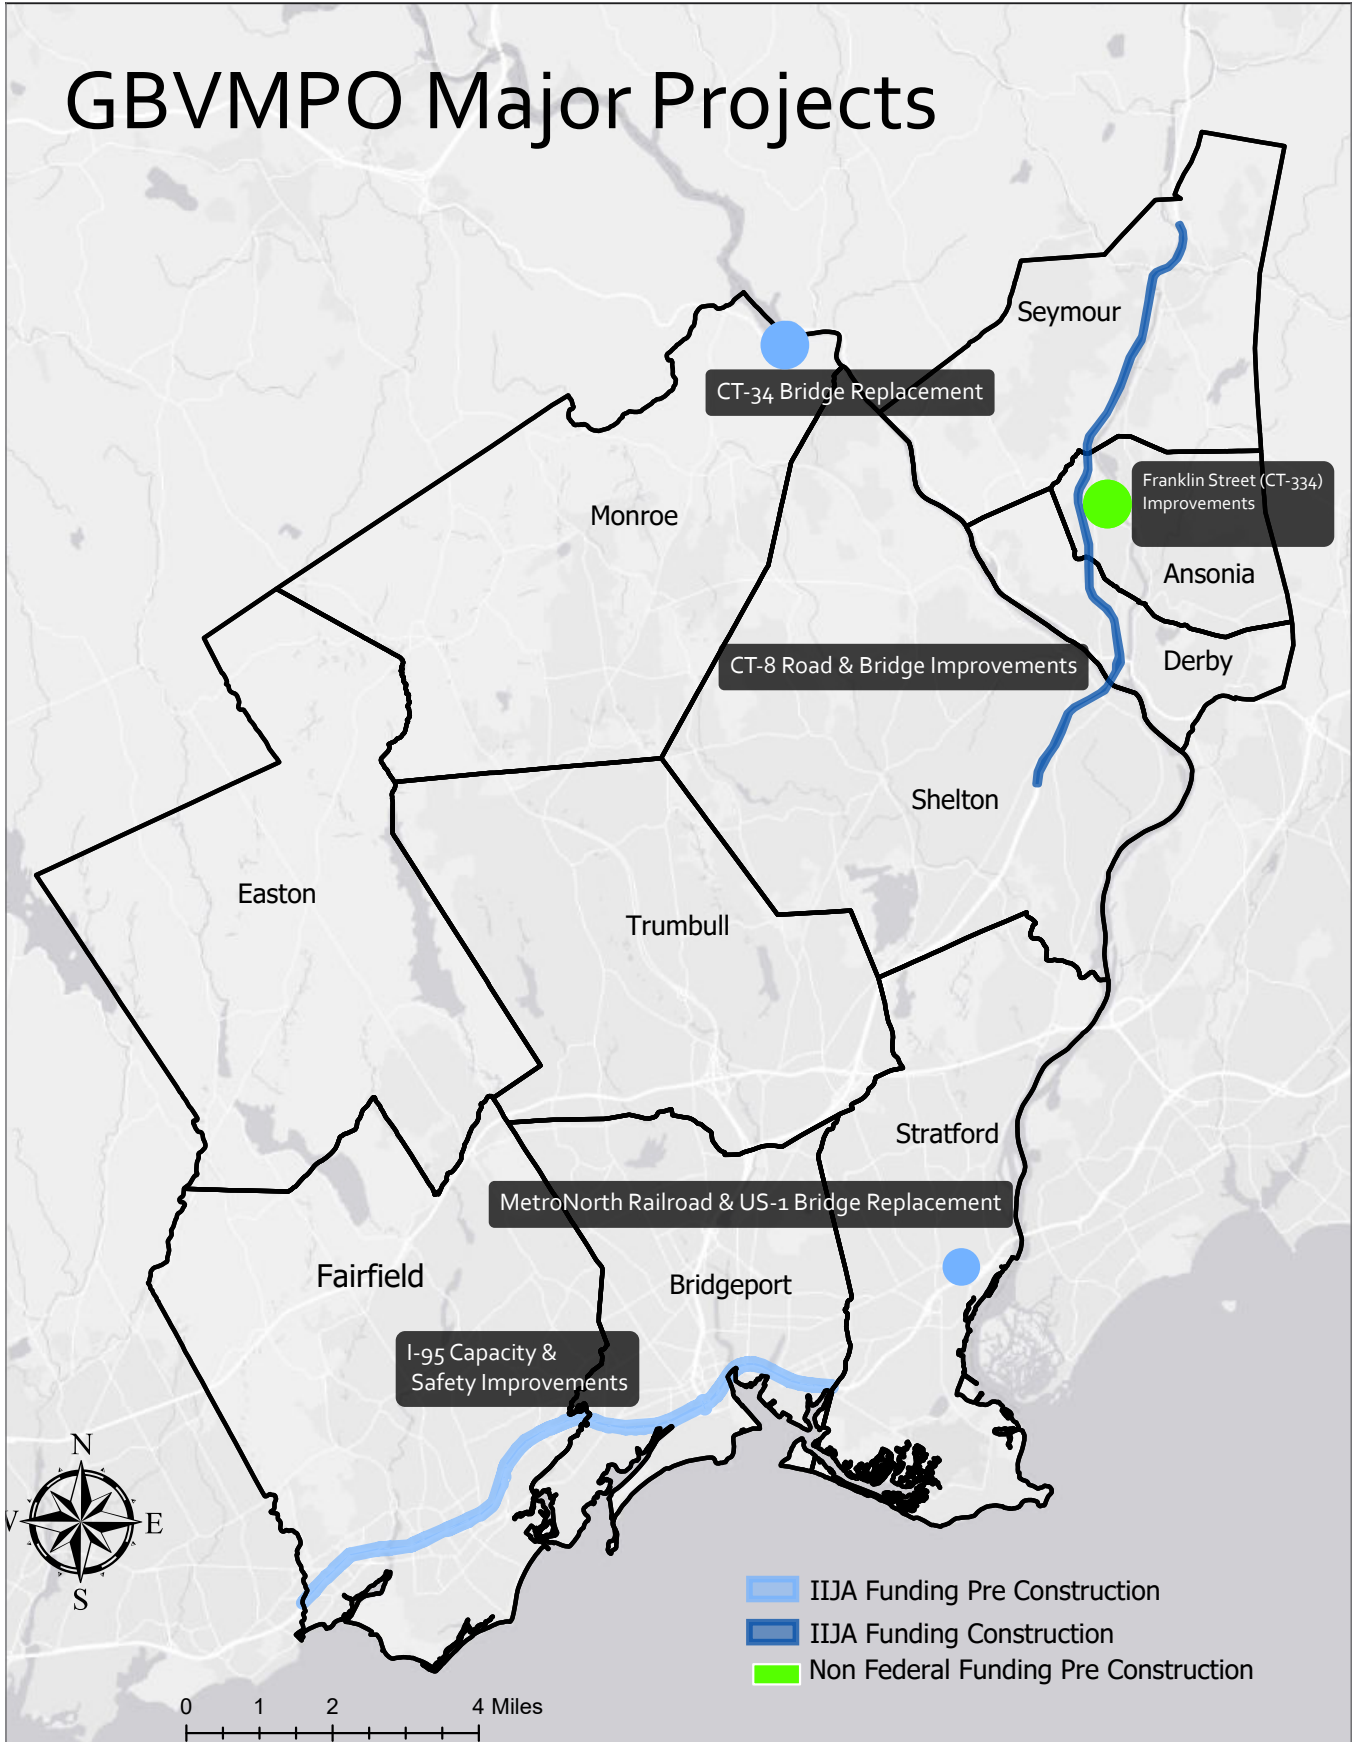 GBVMPO Major Projects
Seymour
CT-34 Bridge Replacement
Franklin Street (CT-334)
Improvements
Monroe
Ansonia
CT-8 Road & Bridge Improvements
Derby
Shelton
Easton
Trumbull
Stratford
MetroNorth Railroad & US-1 Bridge Replacement
Fairfield
Bridgeport
I-95 Capacity &
Safety Improvements
N
W E
S
IIJA Funding Pre Construction
IIJA Funding Construction
Non Federal Funding Pre Construction
0 1 2 4 Miles